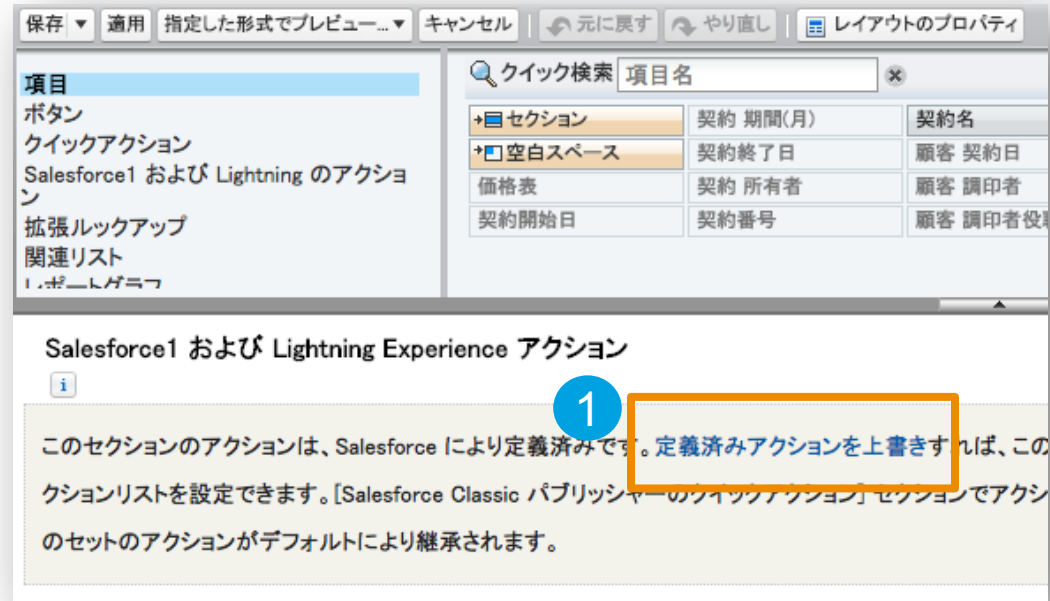 保存 ▼ 適用 指定した形式でプレビュー...▼ キャンセル 元に戻す やり直し レイアウトのプロパティ
項目
ボタン
クイックアクション
Salesforce1 および Lightning のアクショ
ン
拡張ルックアップ
関連リスト
レポートグラフ
クイック検索 項目名
セクション 契約 期間(月) 契約名
空白スペース 契約終了日 顧客 契約日
価格表 契約 所有者 顧客 調印者
契約開始日 契約番号 顧客 調印者役
Salesforce1 および Lightning Experience アクション
i
1
このセクションのアクションは、Salesforce により定義済みです。定義済みアクションを上書きすれば、この
クションリストを設定できます。[Salesforce Classic パブリッシャーのクイックアクション] セクションでアクシ
のセットのアクションがデフォルトにより継承されます。